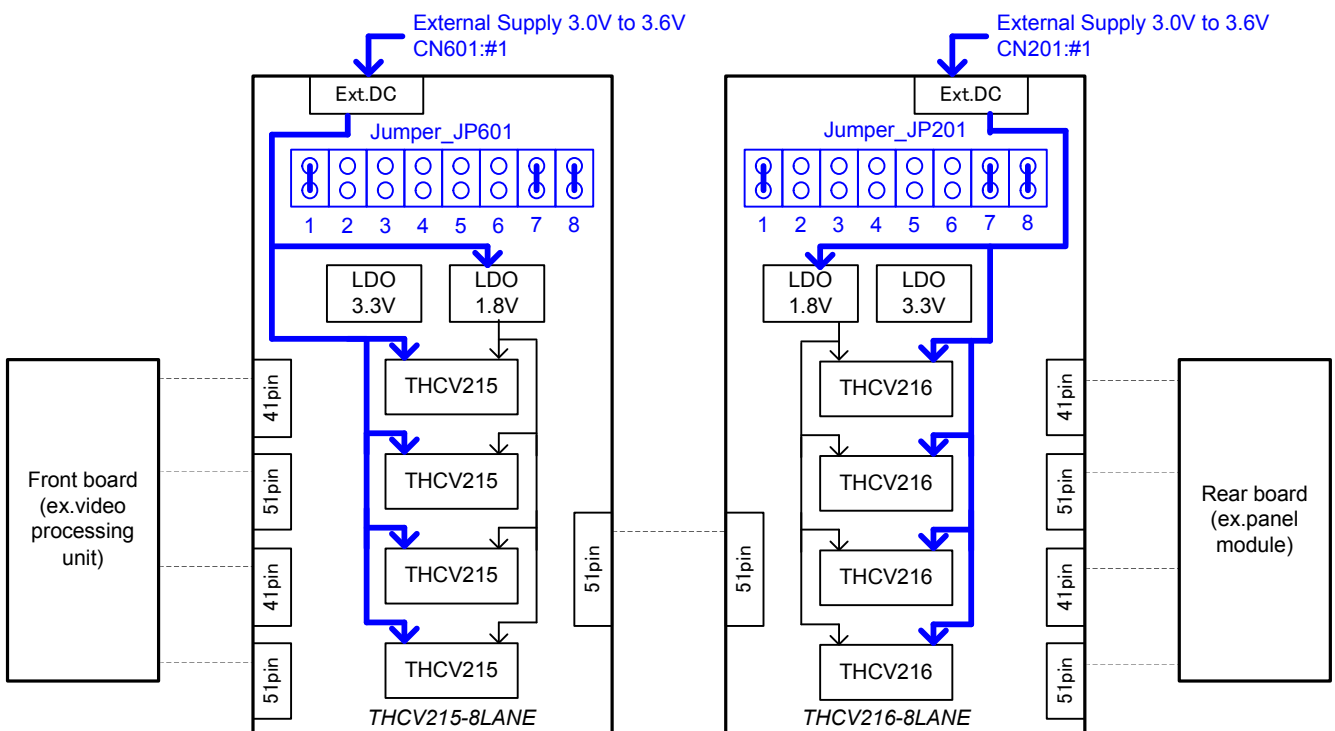 External Supply 3.0V to 3.6V
CN601:#1
External Supply 3.0V to 3.6V
CN201:#1
Ext.DC
Ext.DC
Jumper_JP601
1 2 3 4 5 6 7 8
Jumper_JP201
1 2 3 4 5 6 7 8
LDO
3.3V
LDO
1.8V
LDO
1.8V
LDO
3.3V
Front board
(ex.video
processing
unit)
41pin
51pin
41pin
51pin
THCV215
THCV215
THCV215
THCV215
THCV215-8LANE
51pin
51pin
THCV216
THCV216
THCV216
THCV216
THCV216-8LANE
41pin
51pin
41pin
51pin
Rear board
(ex.panel
module)